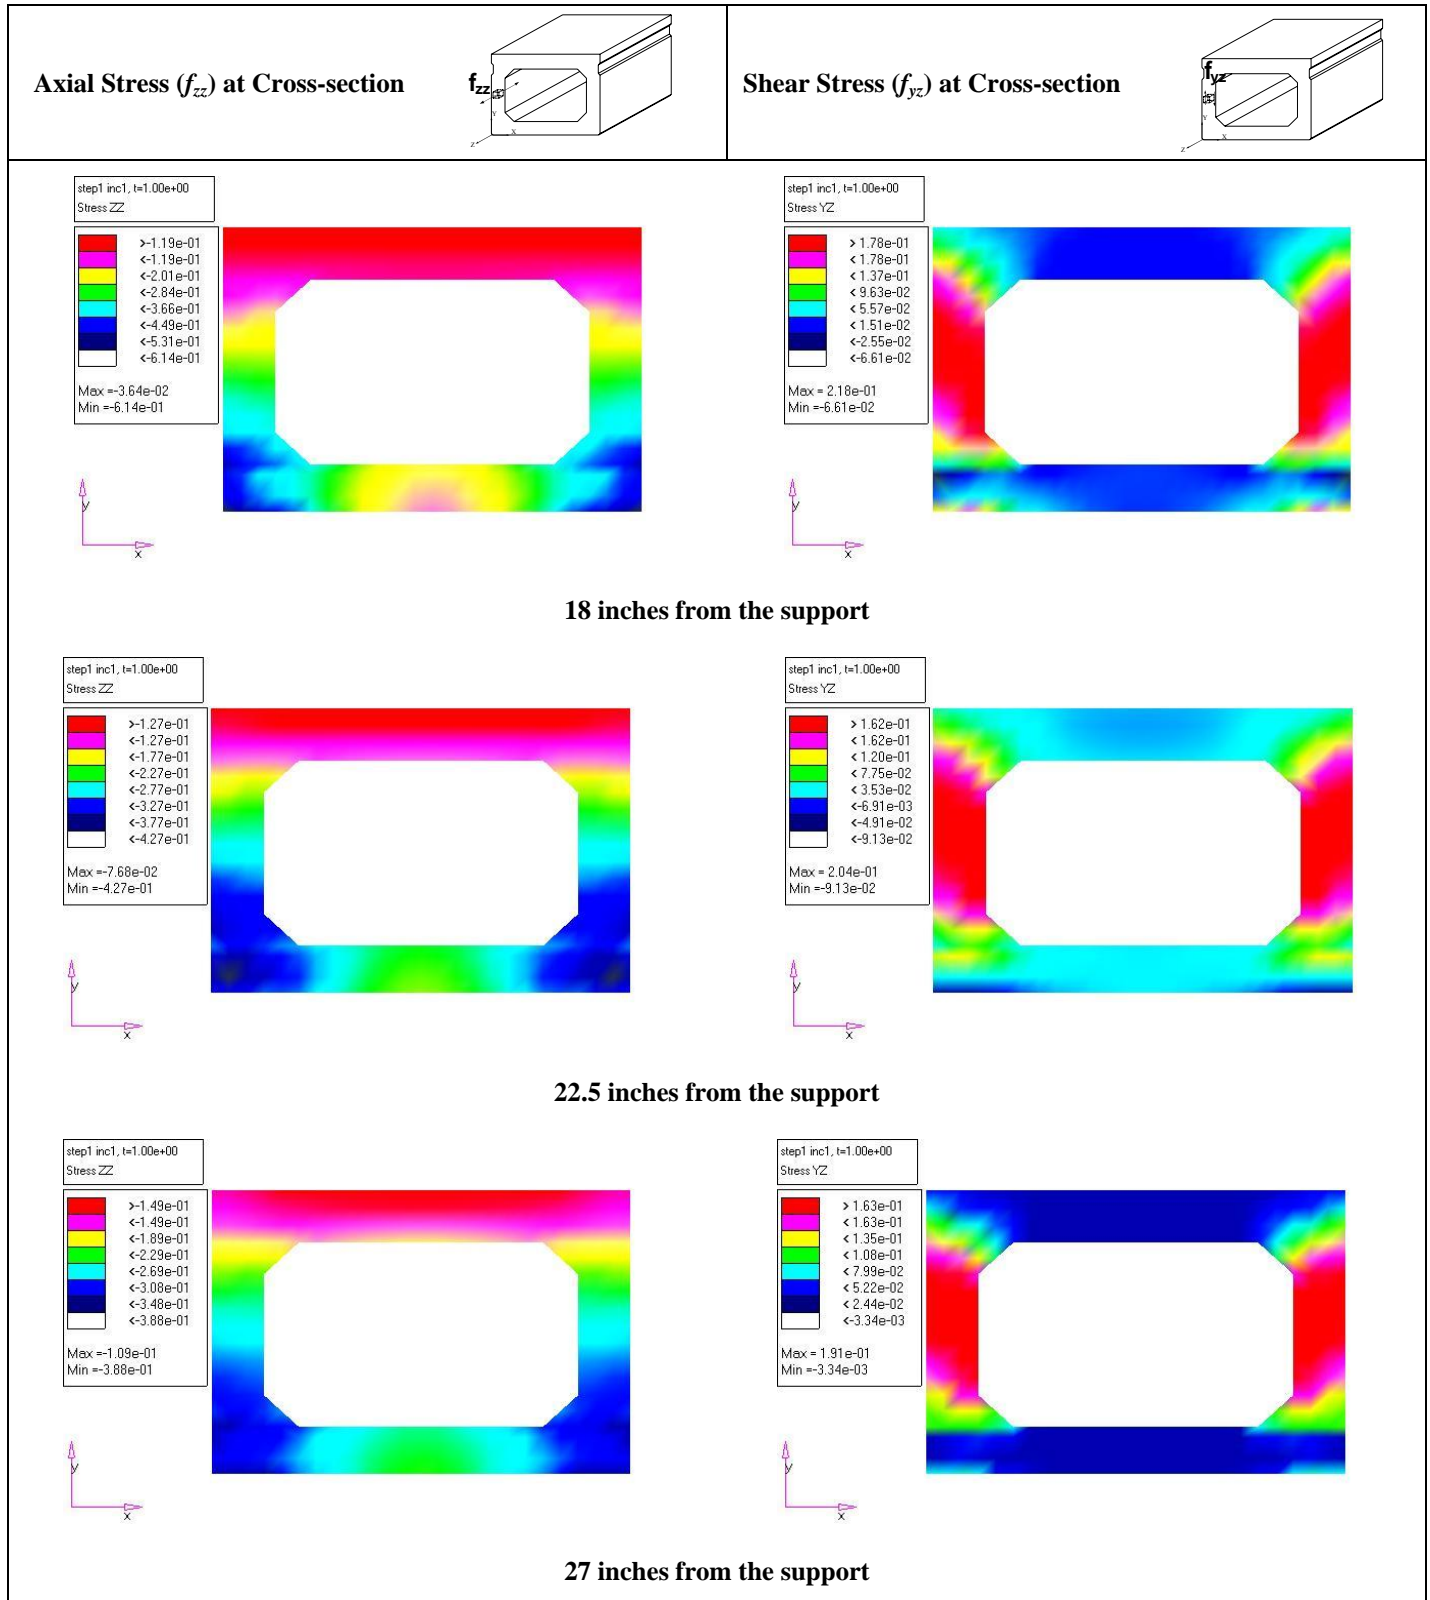 Axial Stress (fzz) at Cross-section
fzz
Y
X
Z
Shear Stress (fyz) at Cross-section
fyz
Y
X
Z
step1 inc1, t=1.00e+00
Stress ZZ
>-1.19e-01
<-1.19e-01
<-2.01e-01
<-2.84e-01
<-3.66e-01
<-4.49e-01
<-5.31e-01
<-6.14e-01
Max =-3.64e-02
Min =-6.14e-01
y
x
step1 inc1, t=1.00e+00
Stress YZ
> 1.78e-01
< 1.78e-01
< 1.37e-01
< 9.63e-02
< 5.57e-02
< 1.51e-02
<-2.55e-02
<-6.61e-02
Max = 2.18e-01
Min =-6.61e-02
y
x
18 inches from the support
step1 inc1, t=1.00e+00
Stress ZZ
>-1.27e-01
<-1.27e-01
<-1.77e-01
<-2.27e-01
<-2.77e-01
<-3.27e-01
<-3.77e-01
<-4.27e-01
Max =-7.68e-02
Min =-4.27e-01
y
x
step1 inc1, t=1.00e+00
Stress YZ
> 1.62e-01
< 1.62e-01
< 1.20e-01
< 7.75e-02
< 3.53e-02
<-6.91e-03
<-4.91e-02
<-9.13e-02
Max = 2.04e-01
Min =-9.13e-02
y
x
22.5 inches from the support
step1 inc1, t=1.00e+00
Stress ZZ
>-1.49e-01
<-1.49e-01
<-1.89e-01
<-2.29e-01
<-2.69e-01
<-3.08e-01
<-3.48e-01
<-3.88e-01
Max =-1.09e-01
Min =-3.88e-01
y
x
step1 inc1, t=1.00e+00
Stress YZ
> 1.63e-01
< 1.63e-01
< 1.35e-01
< 1.08e-01
< 7.99e-02
< 5.22e-02
< 2.44e-02
<-3.34e-03
Max = 1.91e-01
Min =-3.34e-03
y
x
27 inches from the support